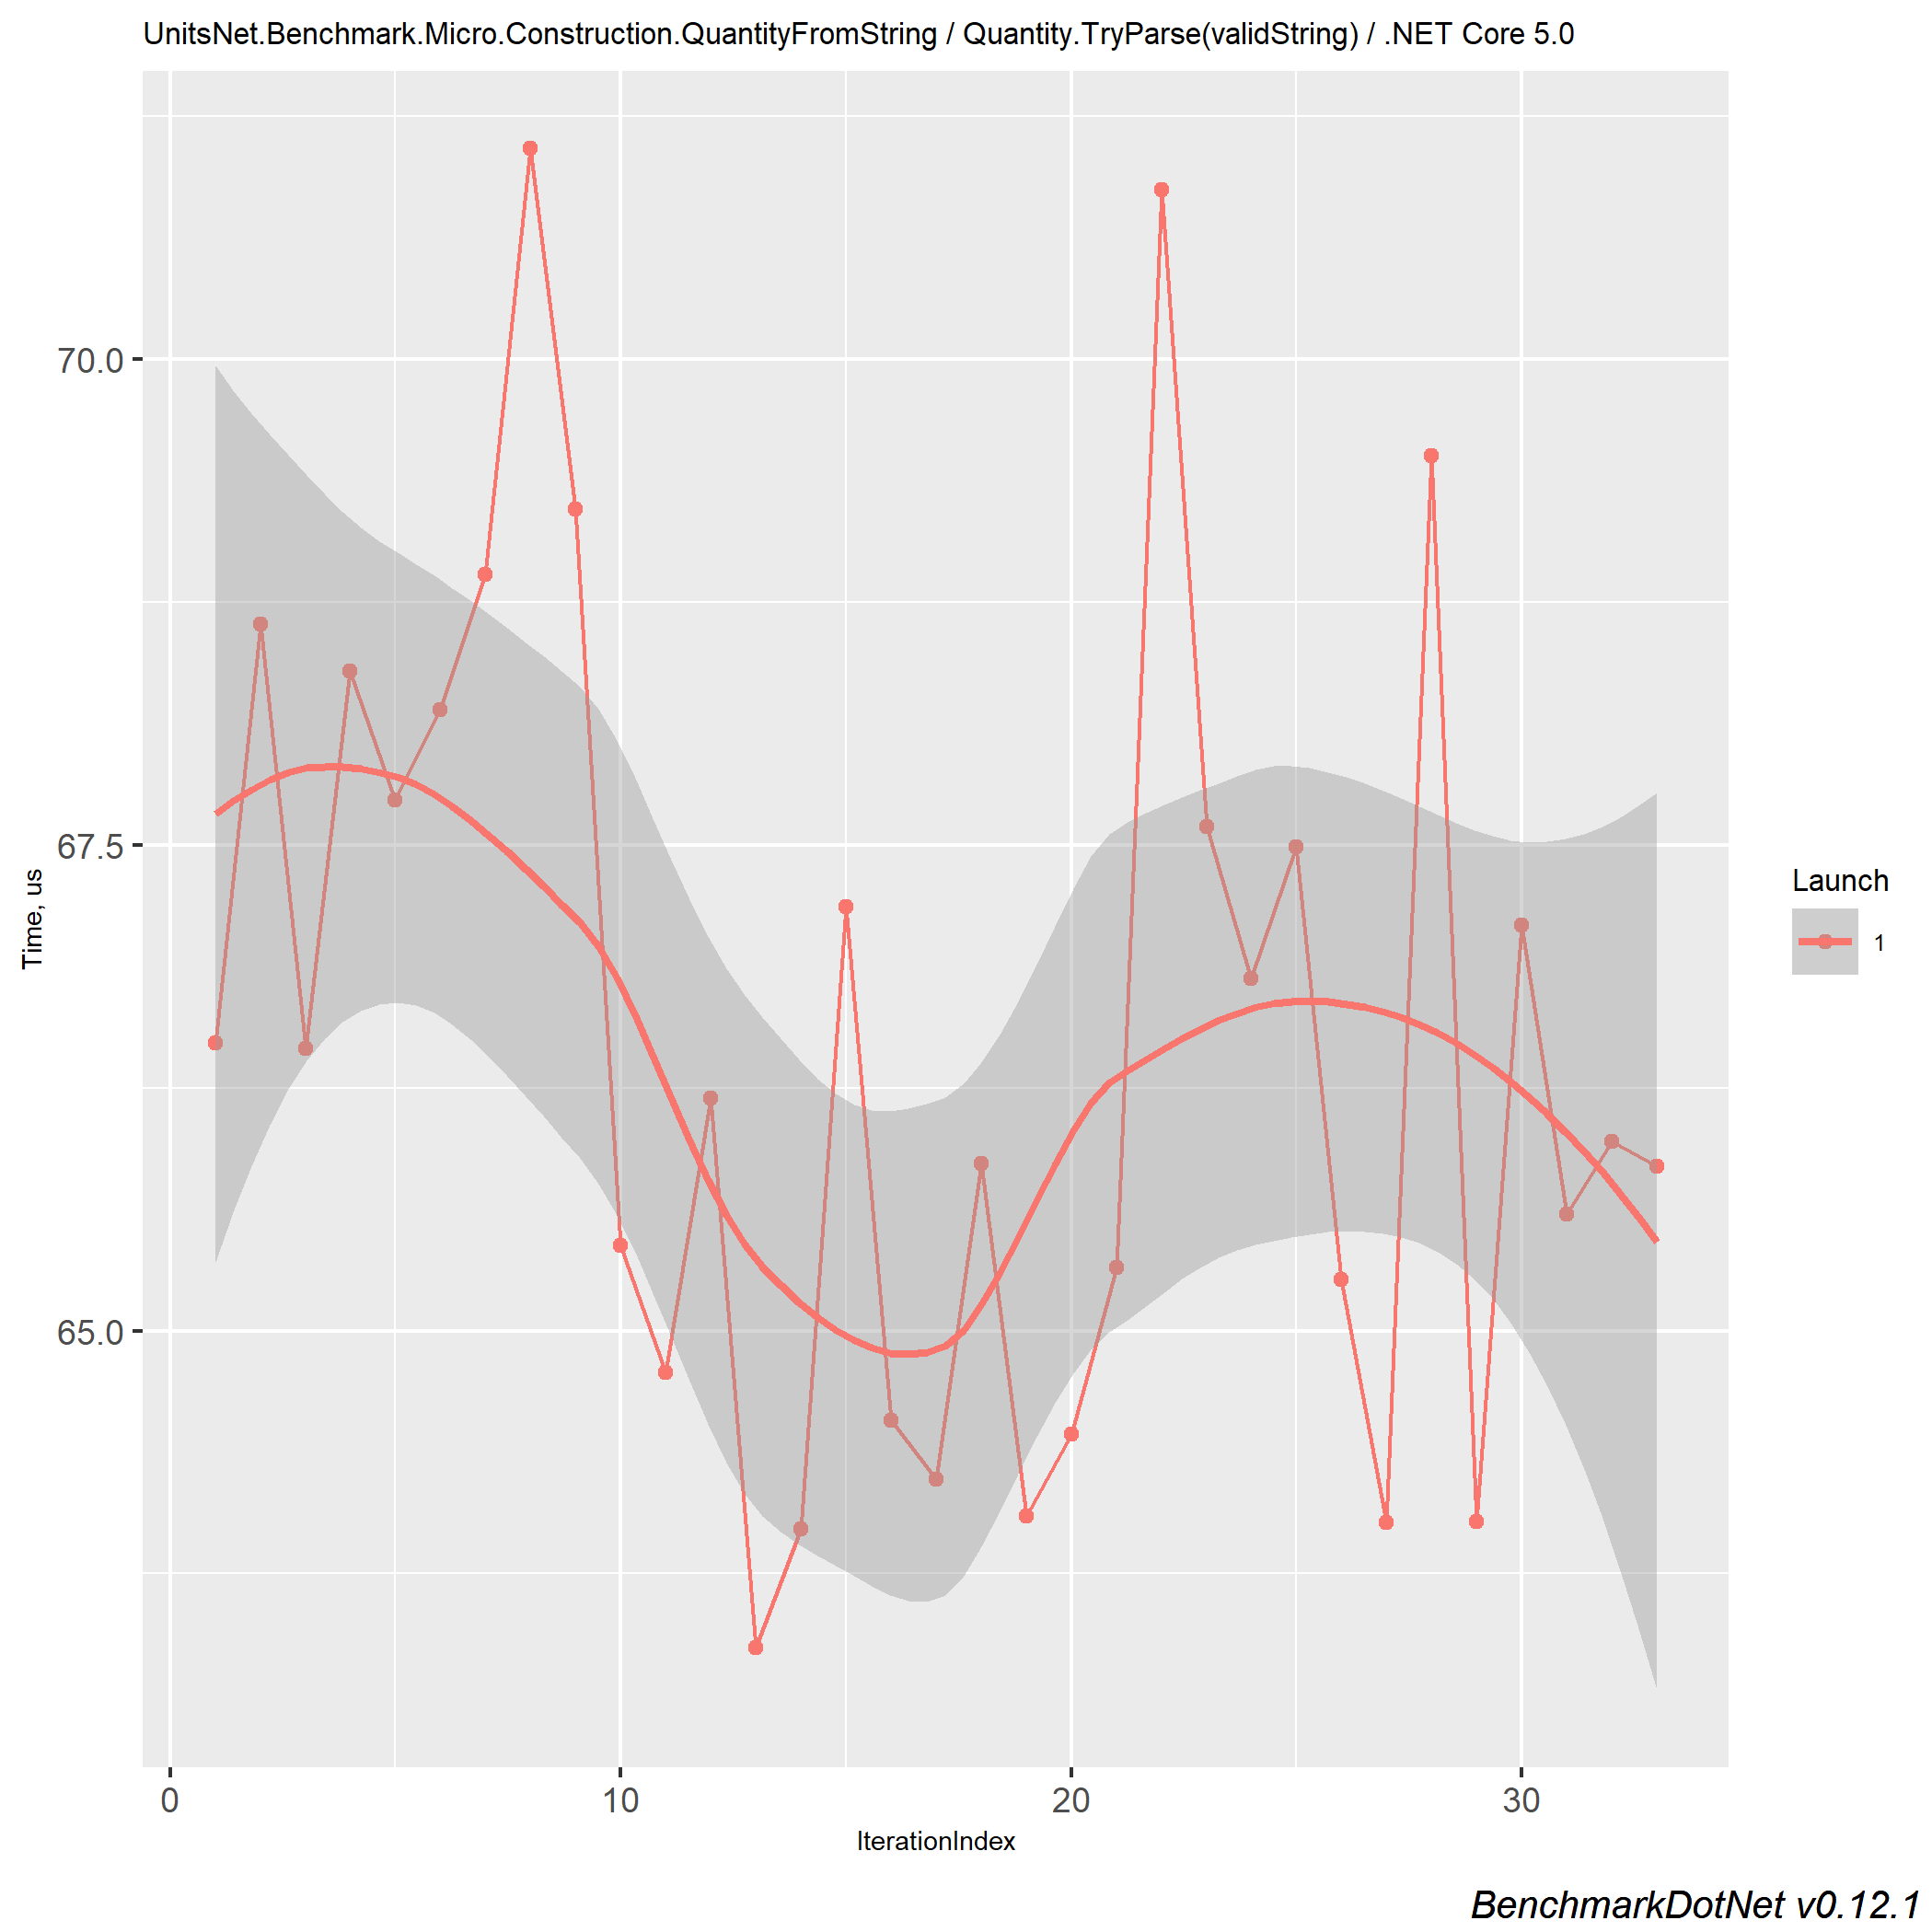 UnitsNet.Benchmark.Micro.Construction.QuantityFromString / Quantity.TryParse(validString) / .NET Core 5.0
70.0
67.5
65.0
Time, us
0 10 20 30
IterationIndex
Launch
1
BenchmarkDotNet v0.12.1